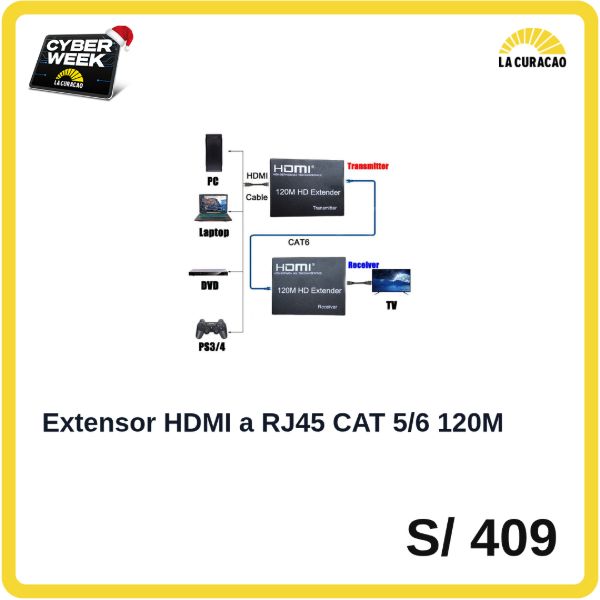 CYBER
WEEK
LA CURACAO
LA CURACAO
PC
HDMI
Cable
HDMI
120M HD Extender
Transmitter
Transmitter
Laptop
CAT6
DVD
HDMI
120M HD Extender
Receiver
Receiver
TV
PS3/4
Extensor HDMI a RJ45 CAT 5/6 120M
S/ 409